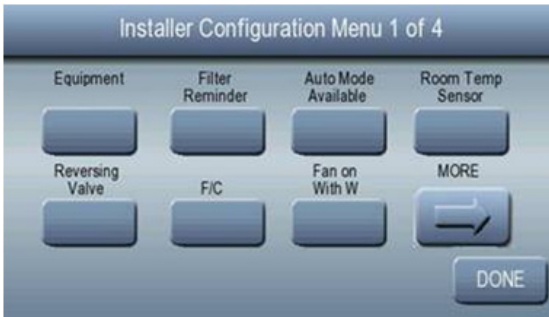 Installer Configuration Menu 1 of 4
Equipment
Filter
Reminder
Auto Mode
Available
Room Temp
Sensor
Reversing
Valve
F/C
Fan on
With W
MORE
DONE